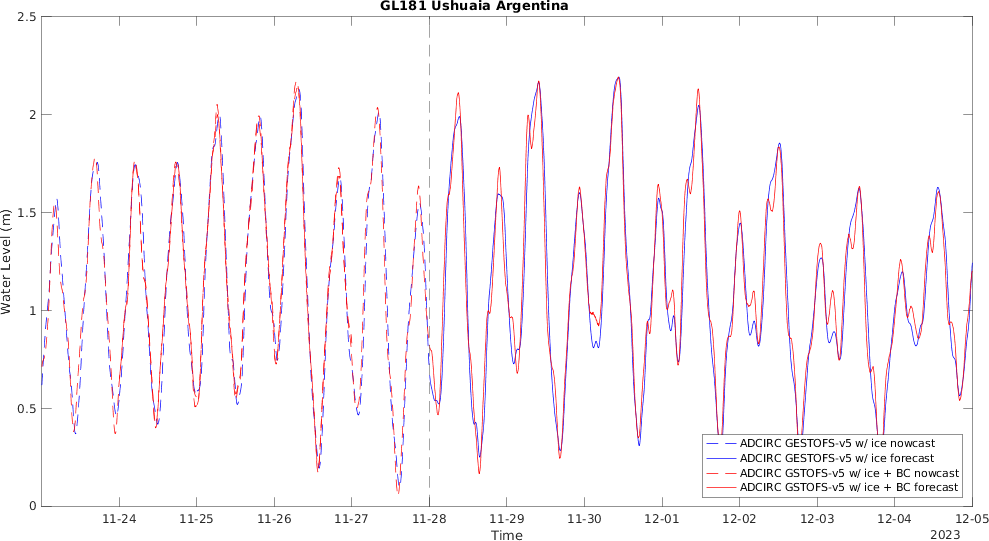 GL181 Ushuaia Argentina
2.5
2
1.5
1
0.5
0
Water Level (m)
11-24 11-25 11-26 11-27 11-28 11-29 11-30 12-01 12-02 12-03 12-04 12-05
Time
2023
ADCIRC GESTOFS-v5 w/ ice nowcast
ADCIRC GESTOFS-v5 w/ ice forecast
ADCIRC GSTOFS-v5 w/ ice + BC nowcast
ADCIRC GSTOFS-v5 w/ ice + BC forecast